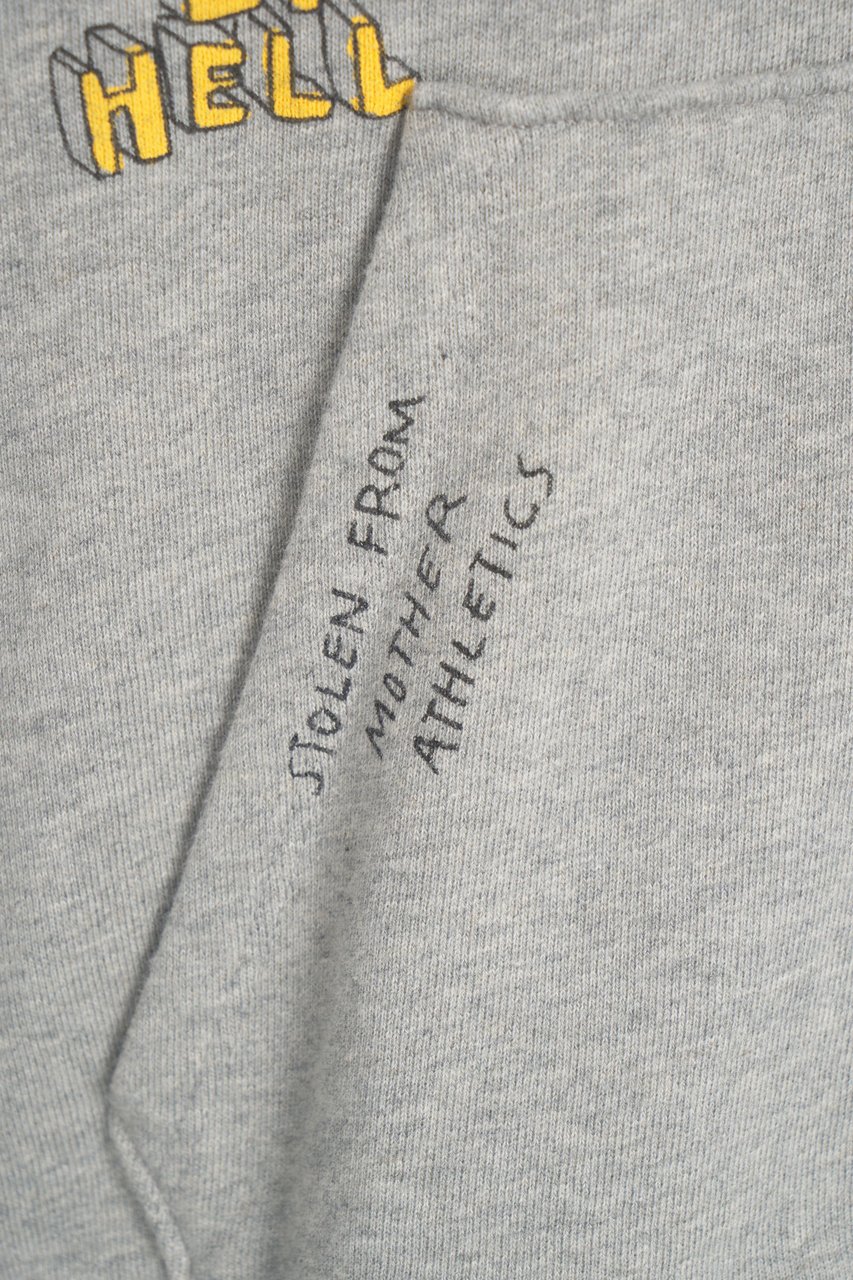 HELL
STOLEN FROM
MOTHER
ATHLETICS